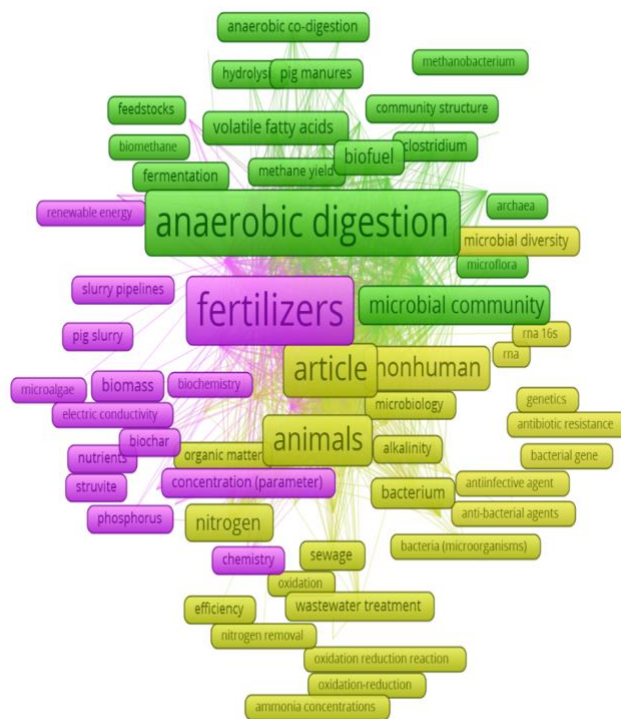 anaerobic co-digestion
methanobacterium
hydrolysi
pig manures
feedstocks
community structure
volatile fatty acids
clostridium
biomethane
biofuel
methane yield
fermentation
anaerobic digestion
renewable energy
archaea
microbial diversity
microflora
slurry pipelines
fertilizers
microbial community
pig slurry
rna 16s
rna
article
nonhuman
microalgae
biomass
biochemistry
genetics
electric conductivity
microbiology
antibiotic resistance
biochar
animals
nutrients
organic matter
alkalinity
bacterial gene
struvite
concentration (parameter)
bacterium
antiinfective agent
phosphorus
nitrogen
anti-bacterial agents
chemistry
sewage
bacteria (microorganisms)
oxidation
efficiency
wastewater treatment
nitrogen removal
oxidation reduction reaction
oxidation-reduction
ammonia concentrations